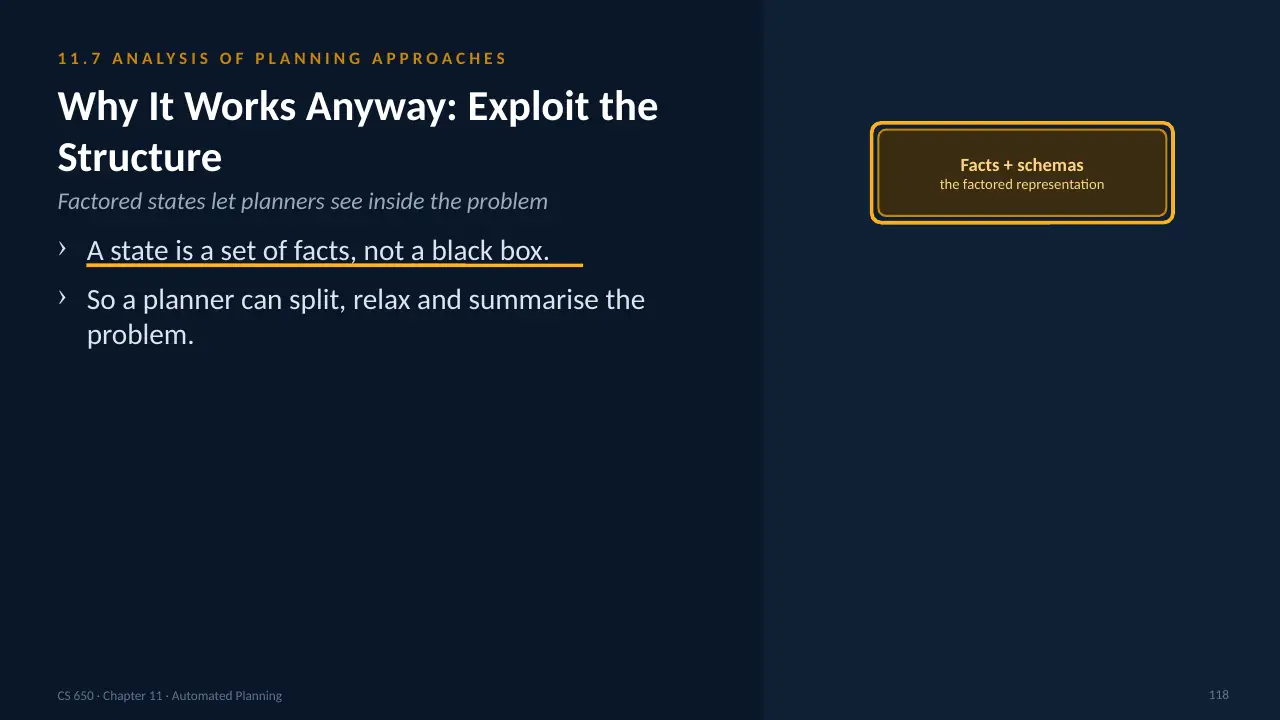 11.7 ANALYSIS OF PLANNING APPROACHES
Why It Works Anyway: Exploit the
Structure
Factored states let planners see inside the problem
› A state is a set of facts, not a black box.
› So a planner can split, relax and summarise the
problem.
Facts + schemas
the factored representation
CS 650 · Chapter 11 · Automated Planning
118